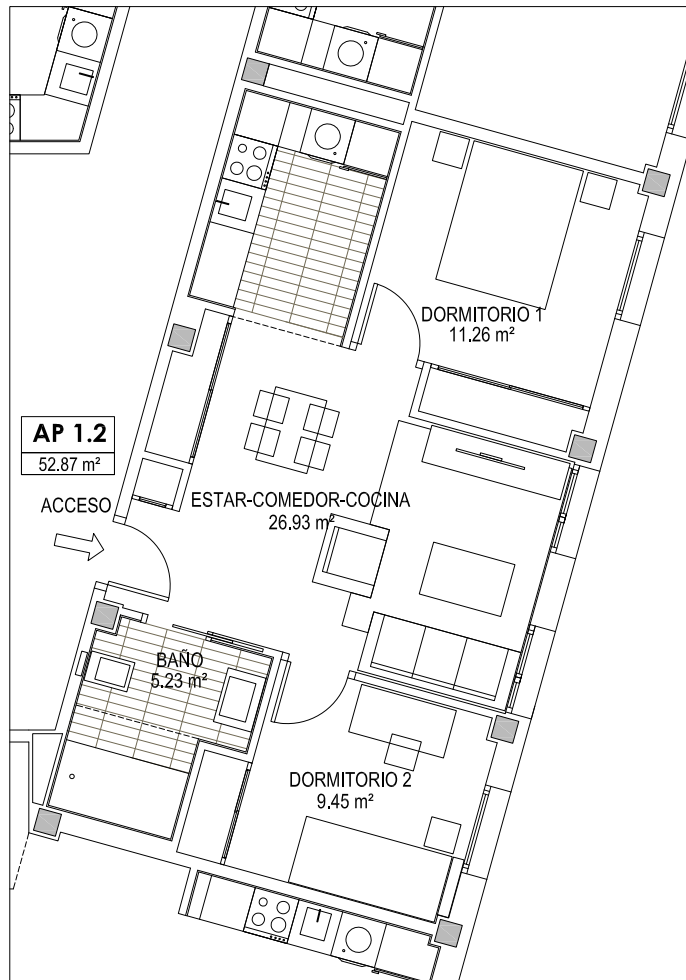 DORMITORIO 1
11.26 m²
AP 1.2
52.87 m²
ACCESO
ESTAR-COMEDOR-COCINA
26.93 m²
BAÑO
5.23 m²
DORMITORIO 2
9.45 m²